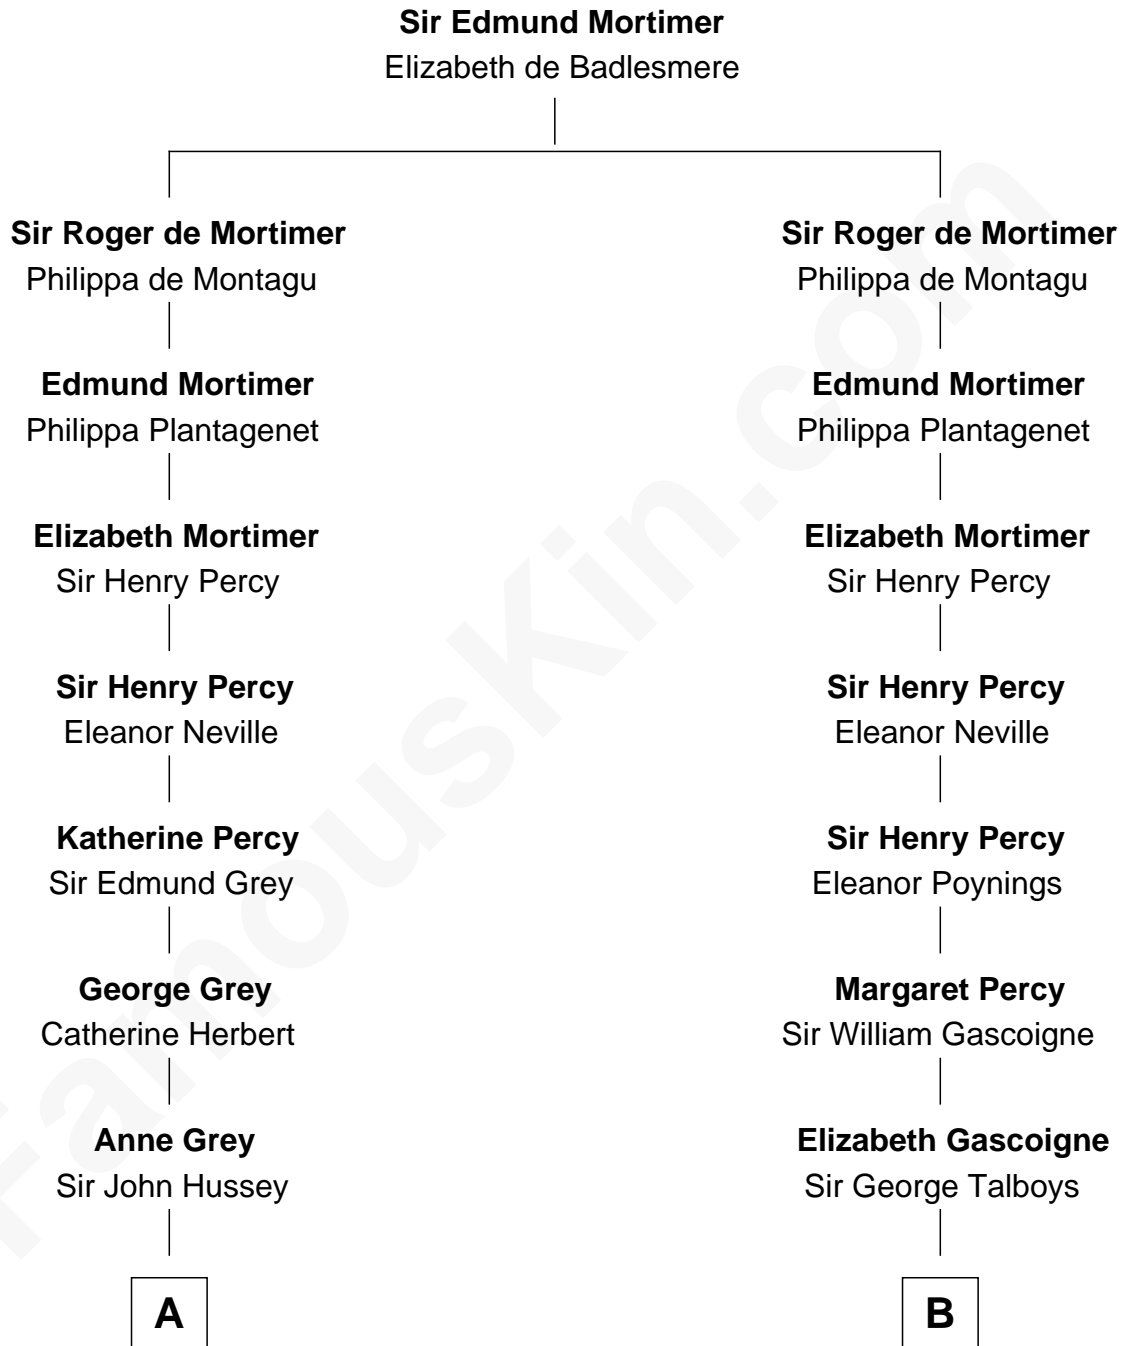 Sir Edmund Mortimer
Elizabeth de Badlesmere
Sir Roger de Mortimer
Philippa de Montagu
Edmund Mortimer
Philippa Plantagenet
Elizabeth Mortimer
Sir Henry Percy
Sir Henry Percy
Eleanor Neville
Katherine Percy
Sir Edmund Grey
George Grey
Catherine Herbert
Anne Grey
Sir John Hussey
A
Sir Roger de Mortimer
Philippa de Montagu
Edmund Mortimer
Philippa Plantagenet
Elizabeth Mortimer
Sir Henry Percy
Sir Henry Percy
Eleanor Neville
Sir Henry Percy
Eleanor Poynings
Margaret Percy
Sir William Gascoigne
Elizabeth Gascoigne
Sir George Talboys
B
FamousKin.com